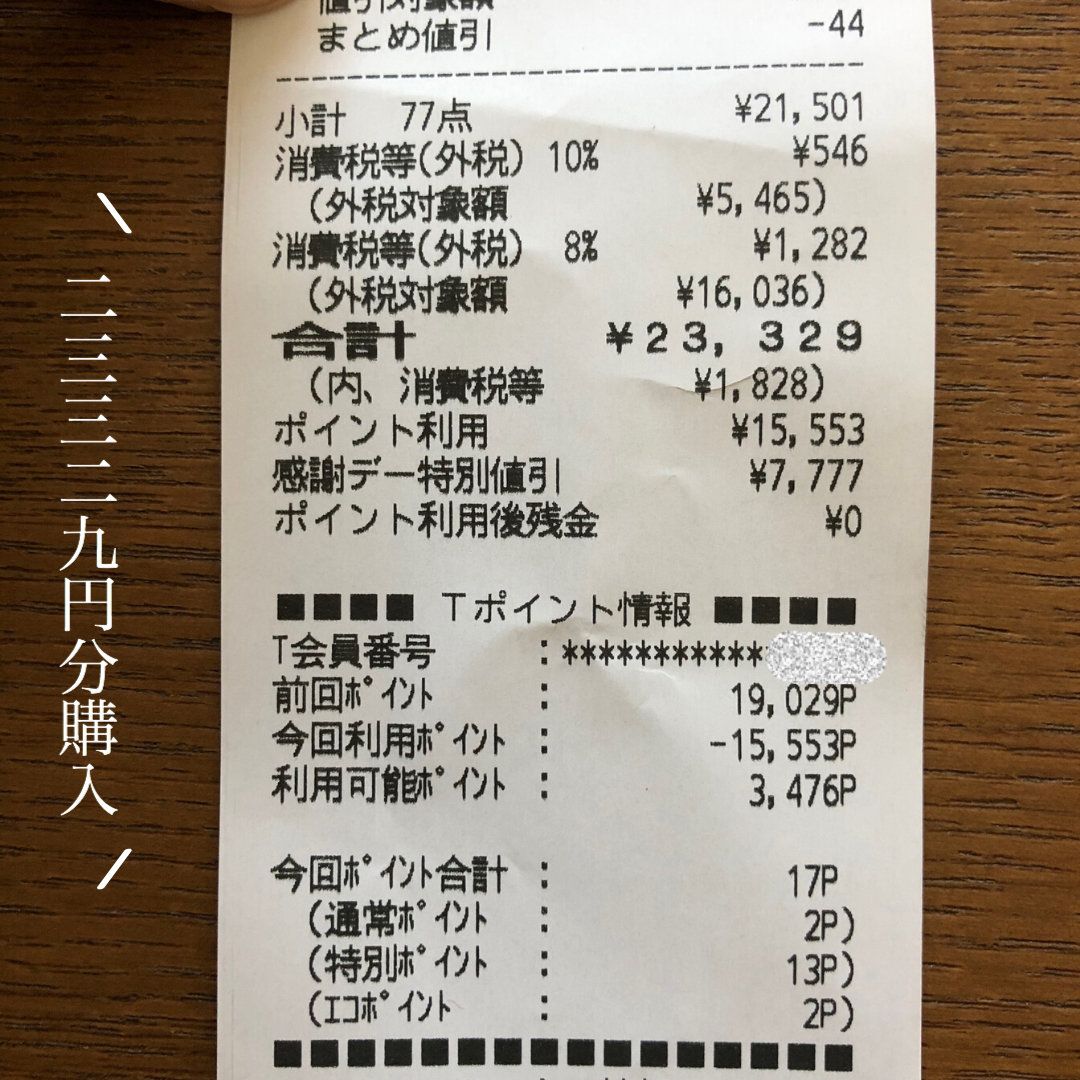 まとめ値引 -44
小計 77点 ¥21,501
消費税等(外税) 10% ¥546
(外税対象額 ¥5,465)
消費税等(外税) 8% ¥1,282
(外税対象額 ¥16,036)
合計 ¥23,329
(内、消費税等 ¥1,828)
ポイント利用 ¥15,553
感謝デー特別値引 ¥7,777
ポイント利用後残金 ¥0
■■■■ Tポイント情報 ■■■■
T会員番号 :***********
前回ポイント : 19,029P
今回利用ポイント : -15,553P
利用可能ポイント : 3,476P
今回ポイント合計 : 17P
(通常ポイント : 2P)
(特別ポイント : 13P)
(エコポイント : 2P)
■■■■■■■■■■■■■■■■
\ 二三三二九円分購入 /